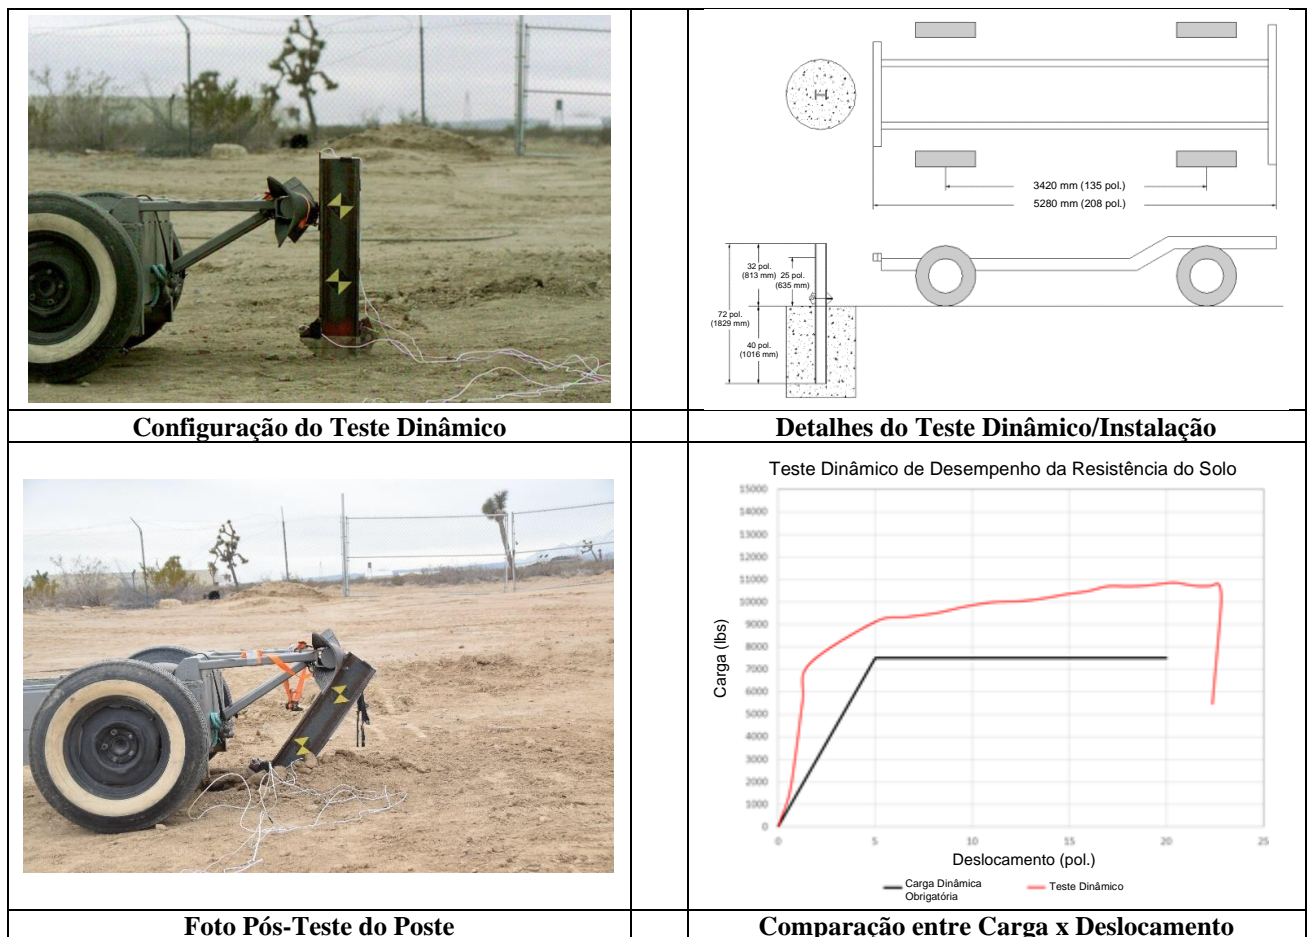 3420 mm (135 pol.)
5280 mm (208 pol.)
32 pol.
(813 mm)
25 pol.
(635 mm)
72 pol.
(1829 mm)
40 pol.
(1016 mm)
Configuração do Teste Dinâmico
Detalhes do Teste Dinâmico/Instalação
Teste Dinâmico de Desempenho da Resistência do Solo
Carga (lbs)
15000
14000
13000
12000
11000
10000
9000
8000
7000
6000
5000
4000
3000
2000
1000
0
0 5 10 15 20 25
Deslocamento (pol.)
Carga Dinâmica
Obrigatória
Teste Dinâmico
Foto Pós-Teste do Poste
Comparação entre Carga x Deslocamento